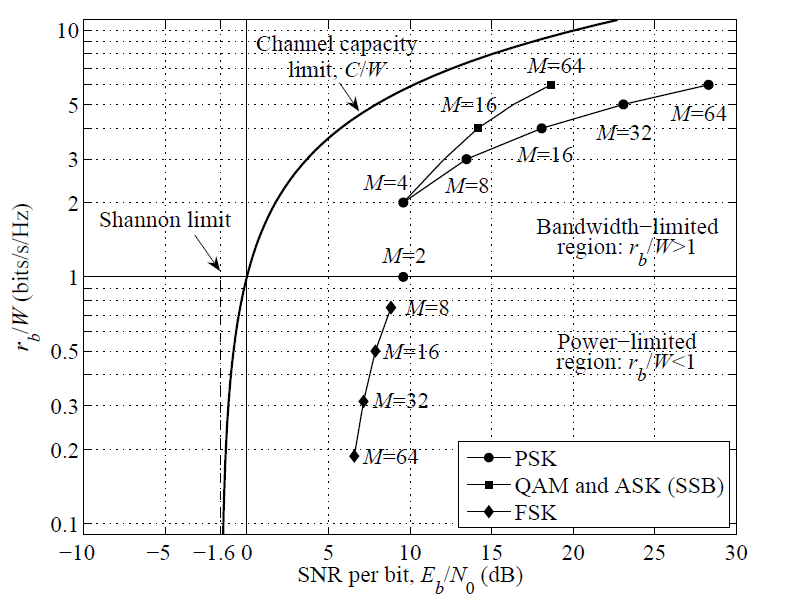 10
5
3
2
1
0.5
0.3
0.2
0.1
r_b/W (bits/s/Hz)
Channel capacity
limit, C/W
M=64
M=16
M=64
M=32
M=16
M=4
M=8
Shannon limit
Bandwidth−limited
region: r_b/W>1
M=2
M=8
Power−limited
region: r_b/W<1
M=16
M=32
M=64
PSK
QAM and ASK (SSB)
FSK
−10 −5 −1.6 0 5 10 15 20 25 30
SNR per bit, E_b/N_0 (dB)